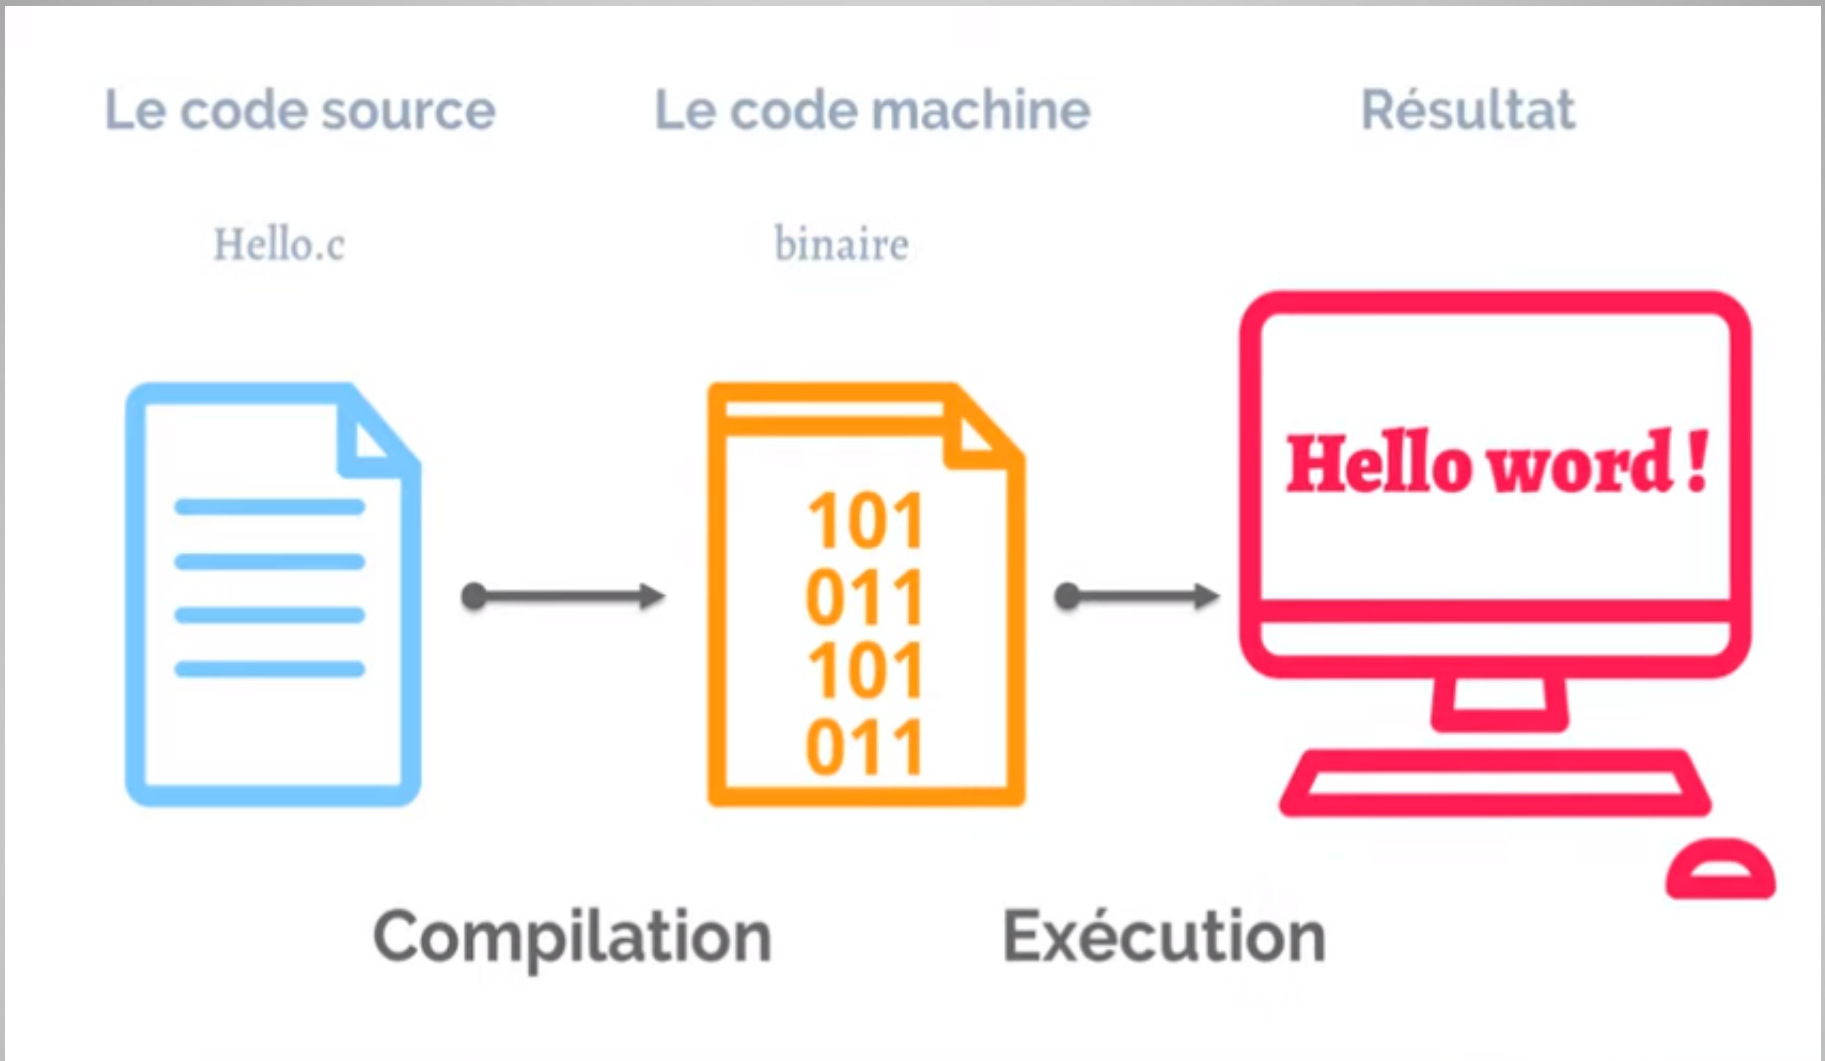 Le code source
Le code machine
Résultat
Hello.c
binaire
Hello word !
101
011
101
011
Compilation
Exécution